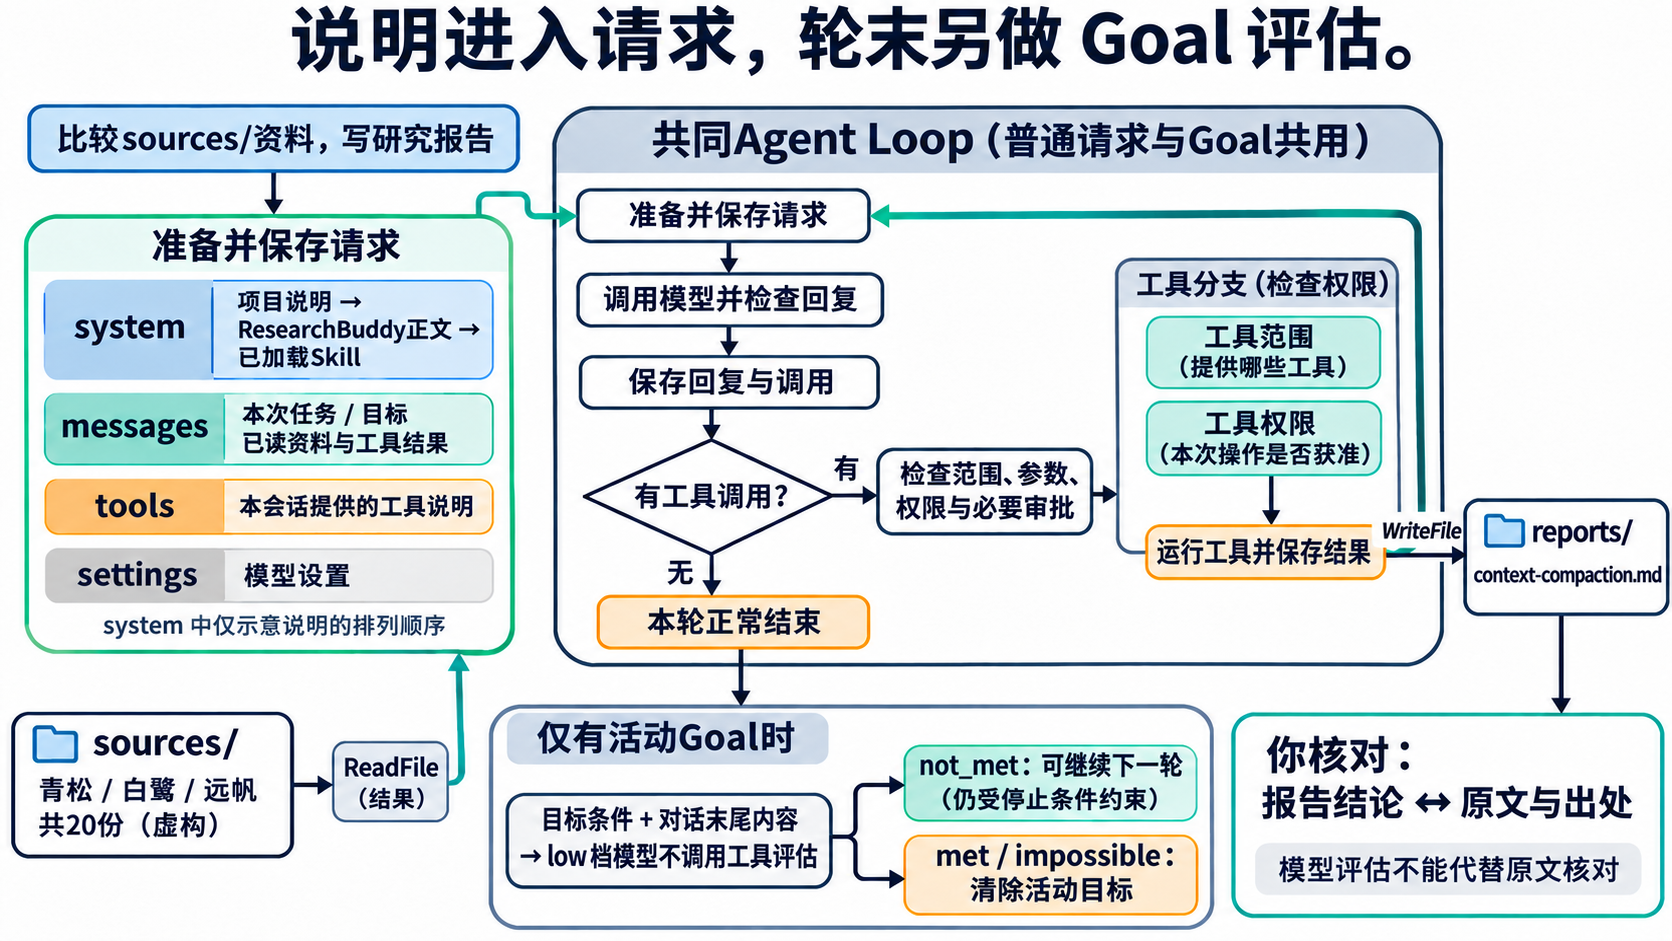 说明进入请求，轮末另做 Goal 评估。
比较sources/资料，写研究报告
准备并保存请求
system
项目说明 →
ResearchBuddy正文 →
已加载Skill
messages
本次任务 / 目标
已读资料与工具结果
tools
本会话提供的工具说明
settings
模型设置
system 中仅示意说明的排列顺序
sources/
青松 / 白鹭 / 远帆
共20份（虚构）
ReadFile
（结果）
共同Agent Loop（普通请求与Goal共用）
准备并保存请求
调用模型并检查回复
保存回复与调用
有工具调用？
有
无
检查范围、参数、
权限与必要审批
本轮正常结束
工具分支（检查权限）
工具范围
（提供哪些工具）
工具权限
（本次操作是否获准）
运行工具并保存结果
WriteFile
reports/
context-compaction.md
仅有活动Goal时
目标条件 + 对话末尾内容
→ low档模型不调用工具评估
not_met：可继续下一轮
（仍受停止条件约束）
met / impossible：
清除活动目标
你核对：
报告结论 ↔ 原文与出处
模型评估不能代替原文核对